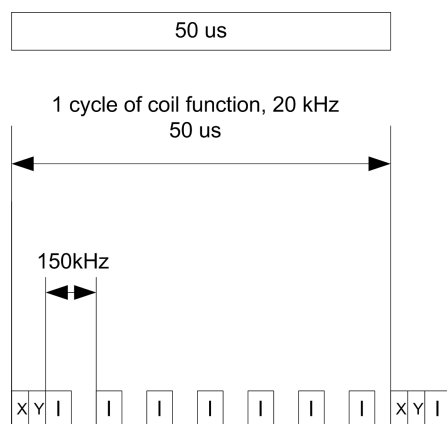 50 us
1 cycle of coil function, 20 kHz
50 us
150kHz
X Y I I I I I I I X Y I